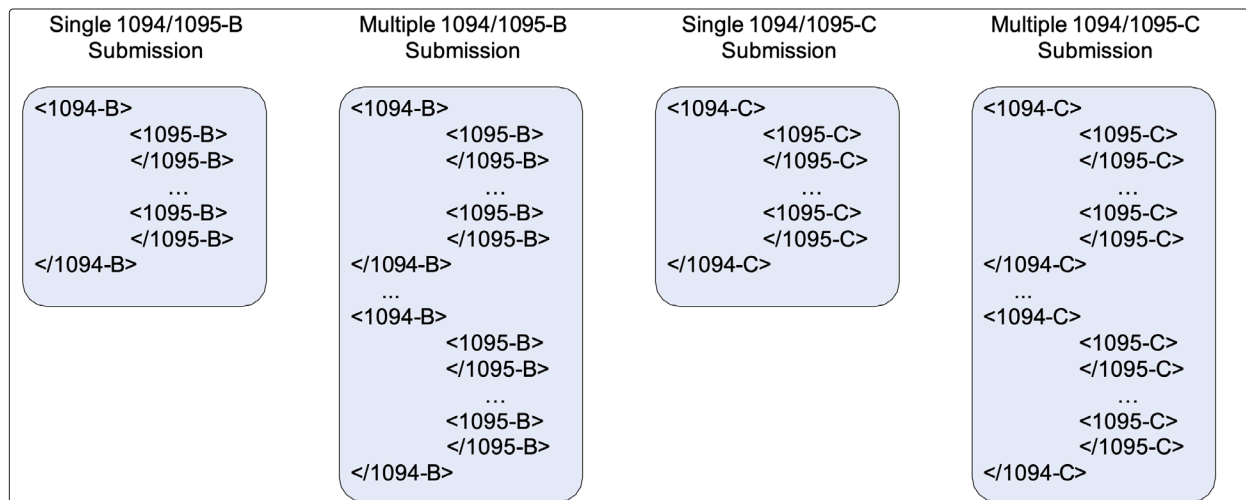 Single 1094/1095-B
Submission
<1094-B>
<1095-B>
</1095-B>
...
<1095-B>
</1095-B>
</1094-B>
Multiple 1094/1095-B
Submission
<1094-B>
<1095-B>
</1095-B>
...
<1095-B>
</1095-B>
</1094-B>
...
<1094-B>
<1095-B>
</1095-B>
...
<1095-B>
</1095-B>
</1094-B>
Single 1094/1095-C
Submission
<1094-C>
<1095-C>
</1095-C>
...
<1095-C>
</1095-C>
</1094-C>
Multiple 1094/1095-C
Submission
<1094-C>
<1095-C>
</1095-C>
...
<1095-C>
</1095-C>
</1094-C>
...
<1094-C>
<1095-C>
</1095-C>
...
<1095-C>
</1095-C>
</1094-C>